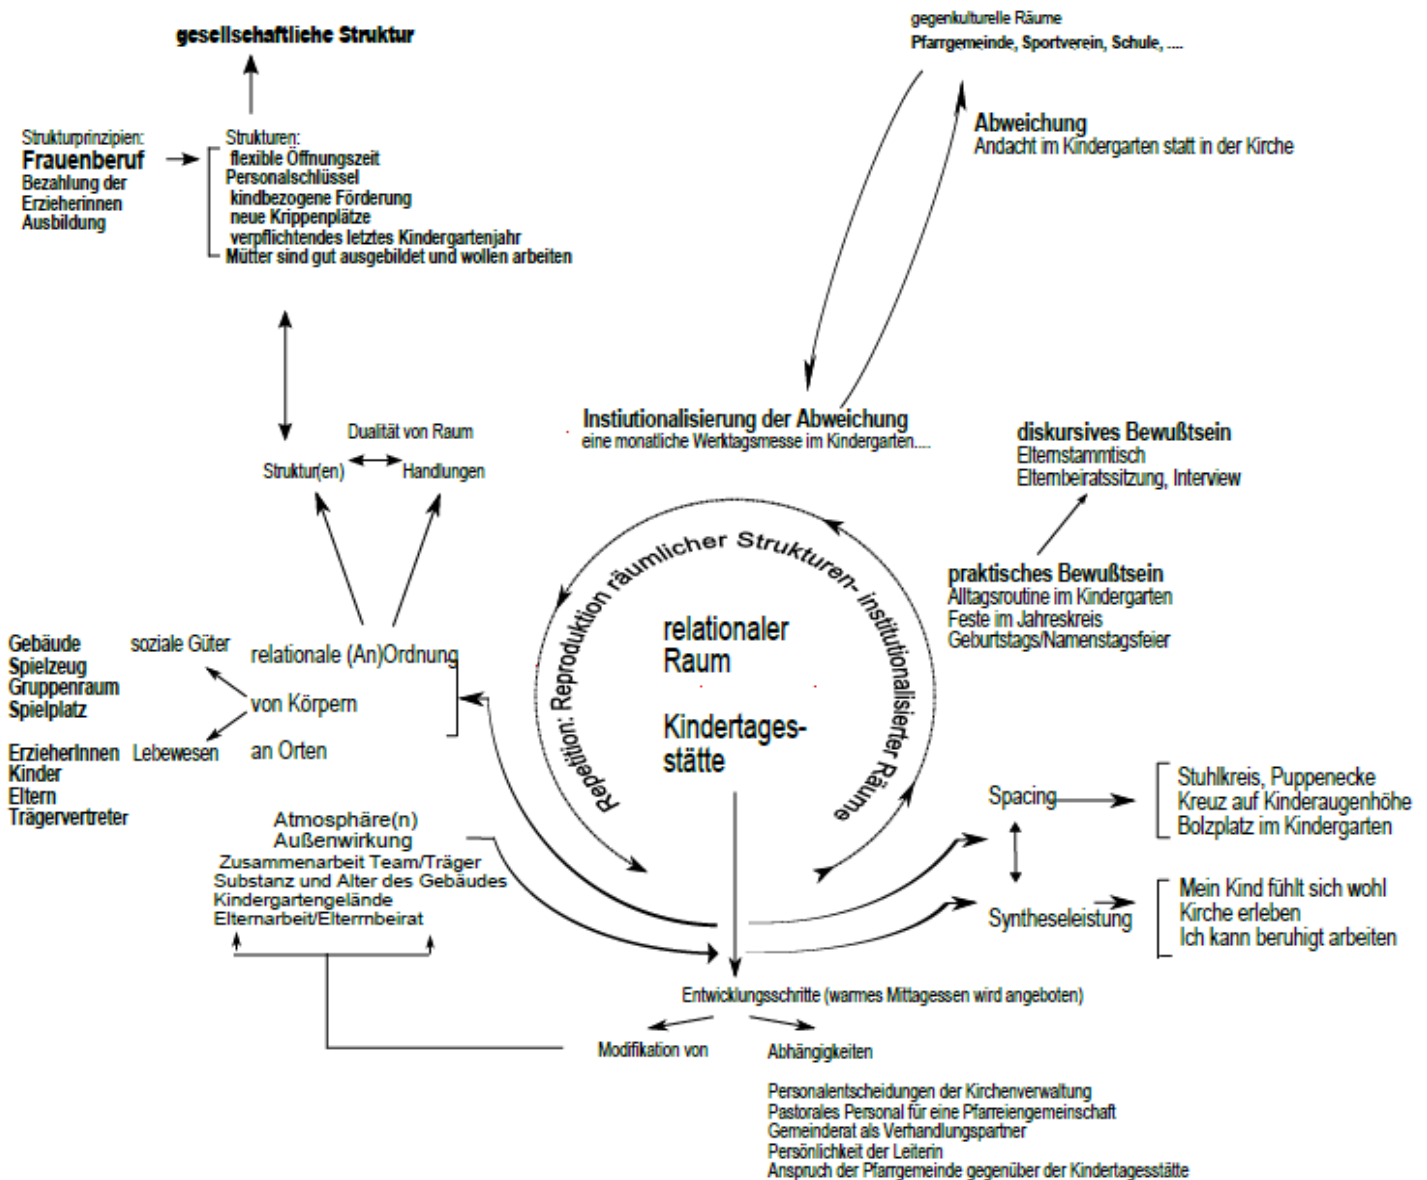 gesellschaftliche Struktur
Strukturprinzipien:
Frauenberuf
Bezahlung der
Erzieherinnen
Ausbildung
Strukturen:
flexible Öffnungszeit
Personalschlüssel
kindbezogene Förderung
neue Krippenplätze
verpflichtendes letztes Kindergartenjahr
Mütter sind gut ausgebildet und wollen arbeiten
gegenkulturelle Räume
Pfarrgemeinde, Sportverein, Schule, ....
Abweichung
Andacht im Kindergarten statt in der Kirche
Instiutionalisierung der Abweichung
eine monatliche Werktagsmesse im Kindergarten....
Dualität von Raum
Struktur(en)
Handlungen
diskursives Bewußtsein
Elternstammtisch
Elternbeiratssitzung, Interview
praktisches Bewußtsein
Alltagsroutine im Kindergarten
Feste im Jahreskreis
Geburtstags/Namenstagsfeier
Repetition: Reproduktion räumlicher Strukturen- institutionalisierter Räume
relationaler
Raum
Kindertages-
stätte
Gebäude
Spielzeug
Gruppenraum
Spielplatz
soziale Güter
relationale (An)Ordnung
von Körpern
an Orten
ErzieherInnen
Kinder
Eltern
Trägervertreter
Lebewesen
Atmosphäre(n)
Außenwirkung
Zusammenarbeit Team/Träger
Substanz und Alter des Gebäudes
Kindergartengelände
Elternarbeit/Elterrnbeirat
Spacing
Stuhlkreis, Puppenecke
Kreuz auf Kinderaugenhöhe
Bolzplatz im Kindergarten
Syntheseleistung
Mein Kind fühlt sich wohl
Kirche erleben
Ich kann beruhigt arbeiten
Entwicklungsschritte (warmes Mittagessen wird angeboten)
Modifikation von
Abhängigkeiten
Personalentscheidungen der Kirchenverwaltung
Pastorales Personal für eine Pfarreiengemeinschaft
Gemeinderat als Verhandlungspartner
Persönlichkeit der Leiterin
Anspruch der Pfarrgemeinde gegenüber der Kindertagesstätte